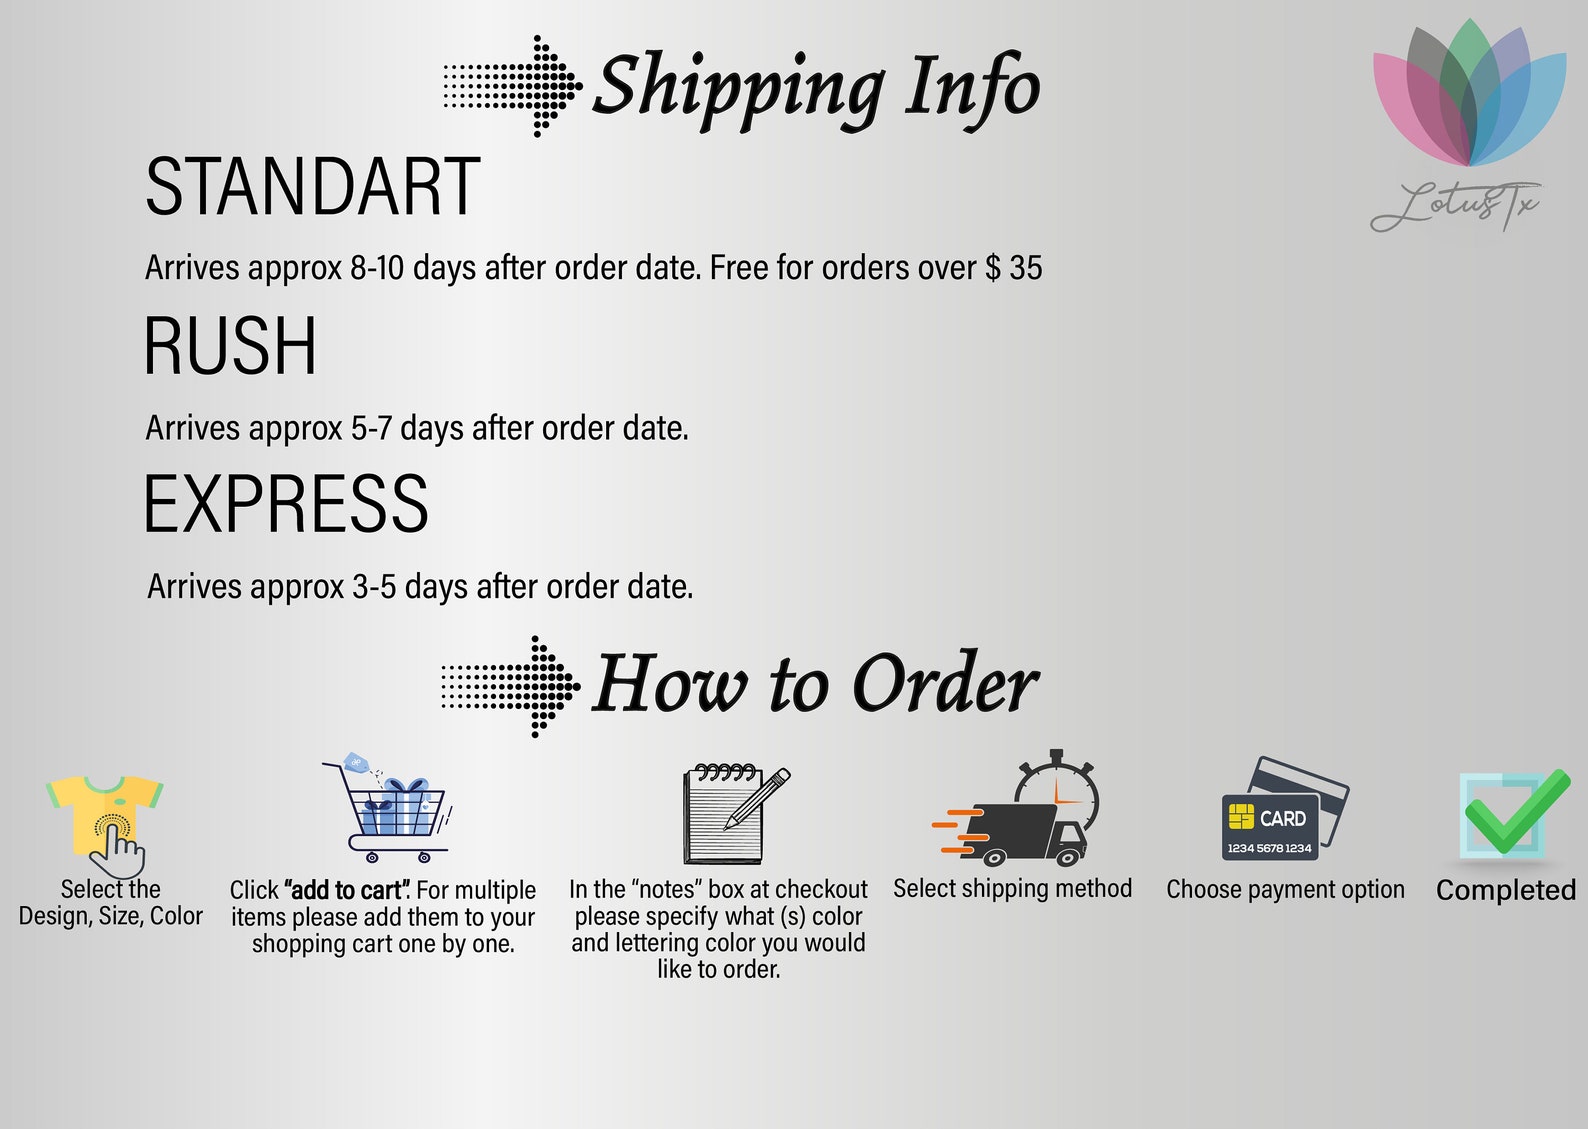 Shipping Info
LotusTx
STANDART
Arrives approx 8-10 days after order date. Free for orders over $ 35
RUSH
Arrives approx 5-7 days after order date.
EXPRESS
Arrives approx 3-5 days after order date.
How to Order
Select the
Design, Size, Color
æ
Click “add to cart”. For multiple
items please add them to your
shopping cart one by one.
In the “notes” box at checkout
please specify what (s) color
and lettering color you would
like to order.
Select shipping method
CARD
1234 5678 1234
Choose payment option
Completed